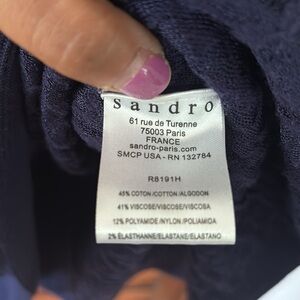 sandro
61 rue de Turenne
75003 Paris
FRANCE
sandro-paris.com
SMCP USA - RN 132784
R8191H
45% COTON/COTTON/ALGODON
41% VISCOSE/VISCOSE/VISCOSA
12% POLYAMIDE/NYLON/POLIAMIDA
2% ELASTHANNE/ELASTANE/ELASTANO